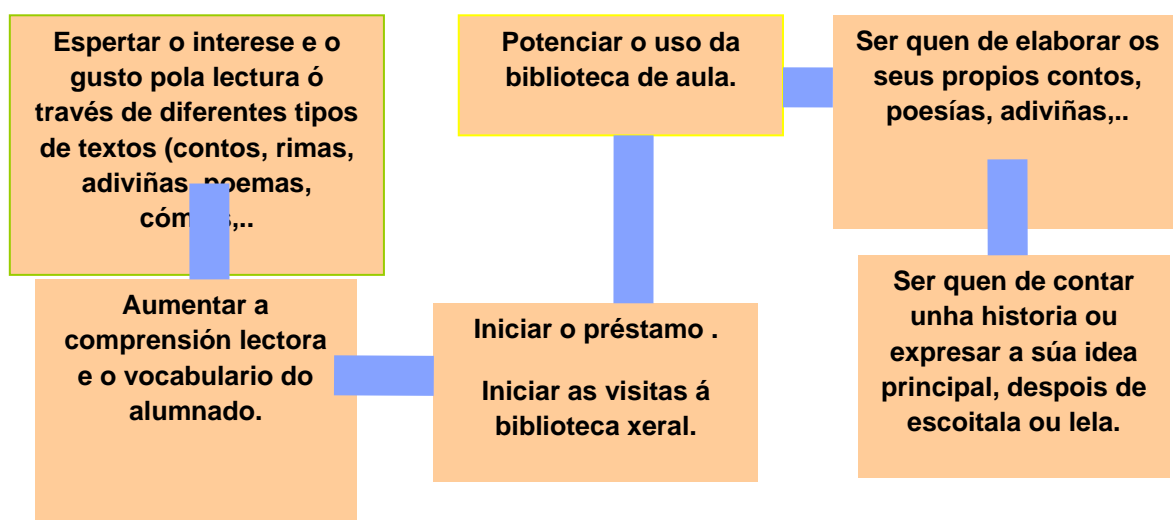 Espertar o interese e o
gusto pola lectura ó
través de diferentes tipos
de textos (contos, rimas,
adiviñas, poemas,
,..
Aumentar a
comprensión lectora
e o vocabulario do
alumnado.
Iniciar o préstamo .
Iniciar as visitas á
biblioteca xeral.
Potenciar o uso da
biblioteca de aula.
Ser quen de elaborar os
seus propios contos,
poesías, adiviñas,..
Ser quen de contar
unha historia ou
expresar a súa idea
principal, despois de
escoitala ou lela.